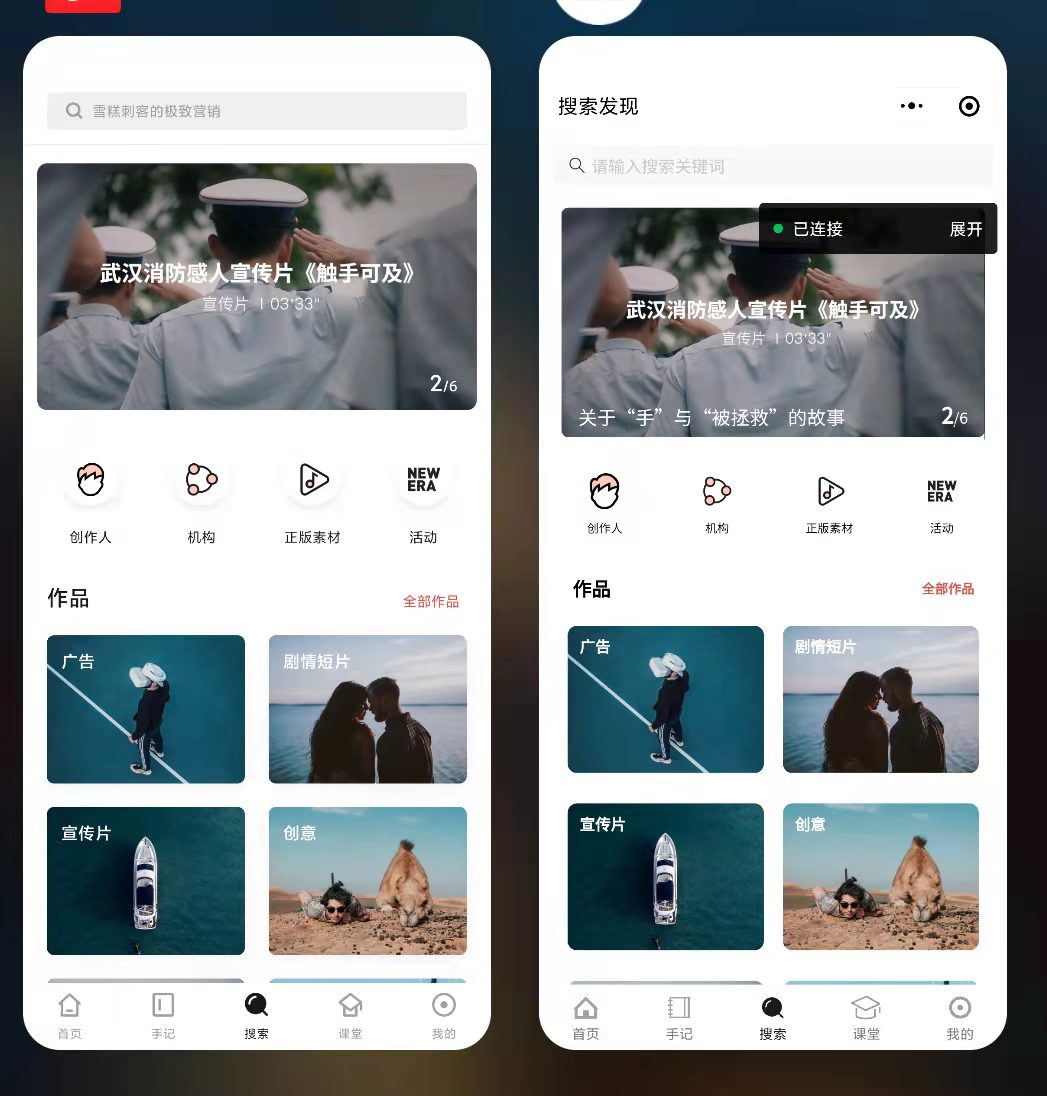 雪糕刺客的极致营销
武汉消防感人宣传片《触手可及》
宣传片 | 03'33"
2/6
创作人
机构
正版素材
NEW
ERA
活动
作品
全部作品
广告
剧情短片
宣传片
创意
首页
手记
搜索
课堂
我的
搜索发现
请输入搜索关键词
已连接
展开
武汉消防感人宣传片《触手可及》
宣传片 | 03'33"
关于“手”与“被拯救”的故事
2/6
创作人
机构
正版素材
NEW
ERA
活动
作品
全部作品
广告
剧情短片
宣传片
创意
首页
手记
搜索
课堂
我的